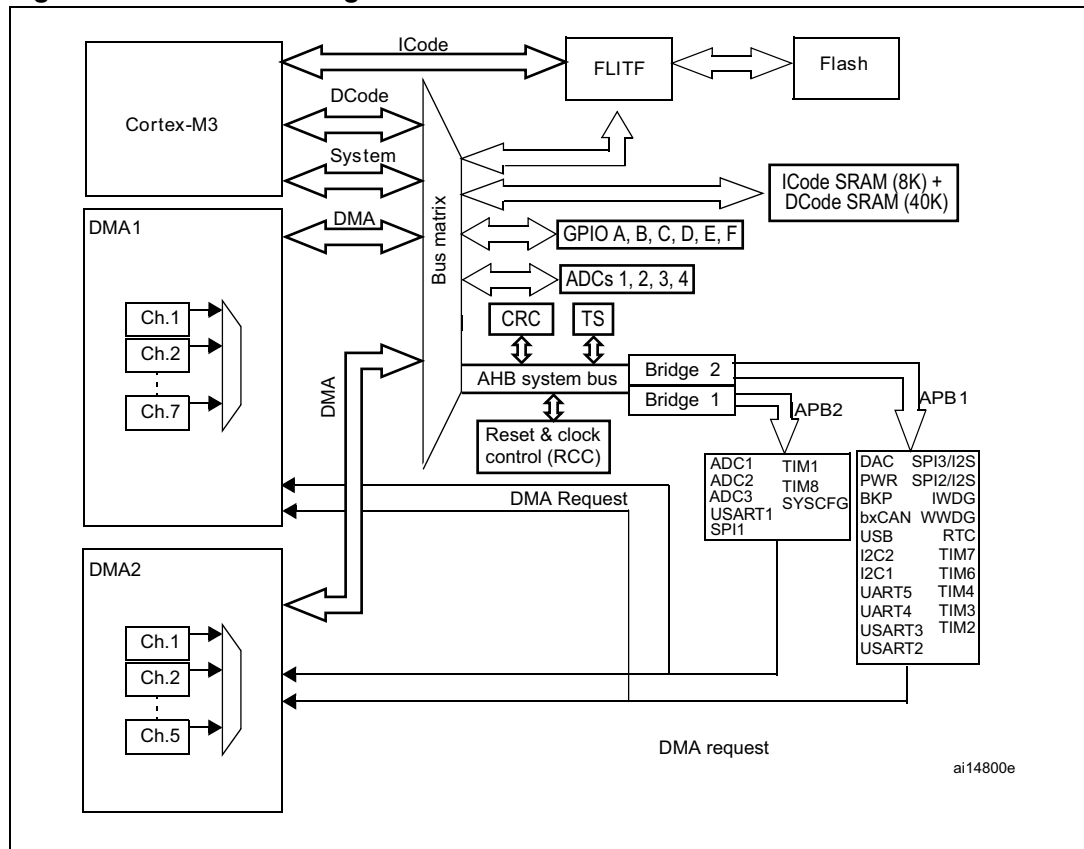 ICode
FLITF
Flash
Cortex-M3
DCode
System
ICode SRAM (8K) +
DCode SRAM (40K)
DMA1
DMA
Bus matrix
GPIO A, B, C, D, E, F
ADCs 1, 2, 3, 4
Ch.1
Ch.2
Ch.7
CRC
TS
DMA
AHB system bus
Bridge 2
Bridge 1
APB2
APB1
Reset & clock
control (RCC)
ADC1
ADC2
ADC3
USART1
SPI1
TIM1
TIM8
SYSCFG
DAC SPI3/I2S
PWR SPI2/I2S
BKP IWDG
bxCAN WWDG
USB RTC
I2C2 TIM7
I2C1 TIM6
UART5 TIM4
UART4 TIM3
USART3 TIM2
USART2
DMA Request
DMA2
Ch.1
Ch.2
Ch.5
DMA request
ai14800e